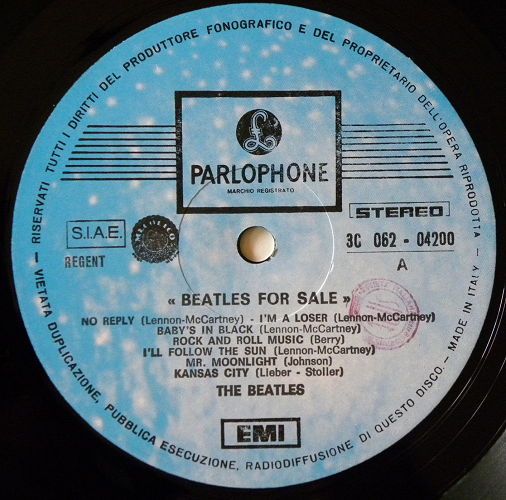 RISERVATI TUTTI I DIRITTI DEL PRODUTTORE FONOGRAFICO E DEL PROPRIETARIO DELL'OPERA RIPRODOTTA
£
PARLOPHONE
MARCHIO REGISTRATO
S.I.A.E.
REGENT
STEREO
3C 062 - 04200
A
« BEATLES FOR SALE »
NO REPLY (Lennon-McCartney) - I'M A LOSER (Lennon-McCartney)
BABY'S IN BLACK (Lennon-McCartney)
ROCK AND ROLL MUSIC (Berry)
I'LL FOLLOW THE SUN (Lennon-McCartney)
MR. MOONLIGHT (Johnson)
KANSAS CITY (Lieber - Stoller)
THE BEATLES
EMI
— VIETATA DUPLICAZIONE, PUBBLICA ESECUZIONE, RADIODIFFUSIONE DI QUESTO DISCO. — MADE IN ITALY —